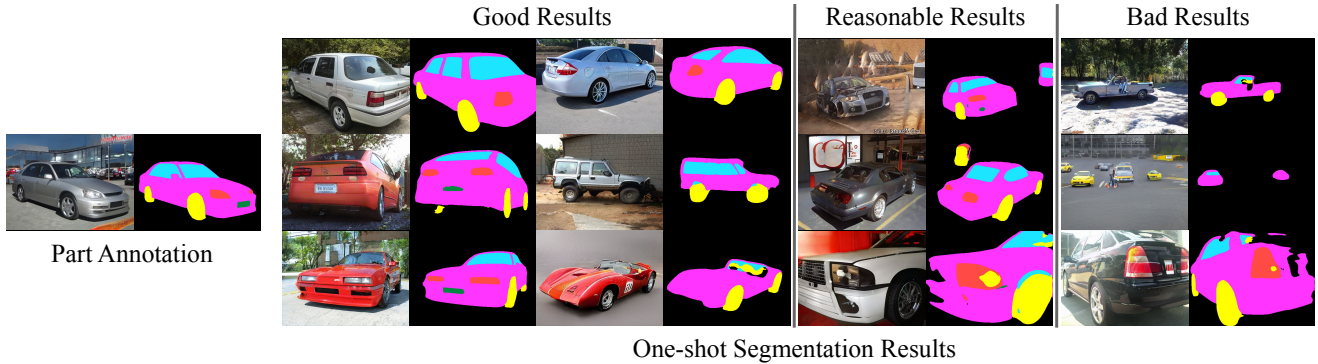 Good Results
Reasonable Results
Bad Results
Part Annotation
One-shot Segmentation Results